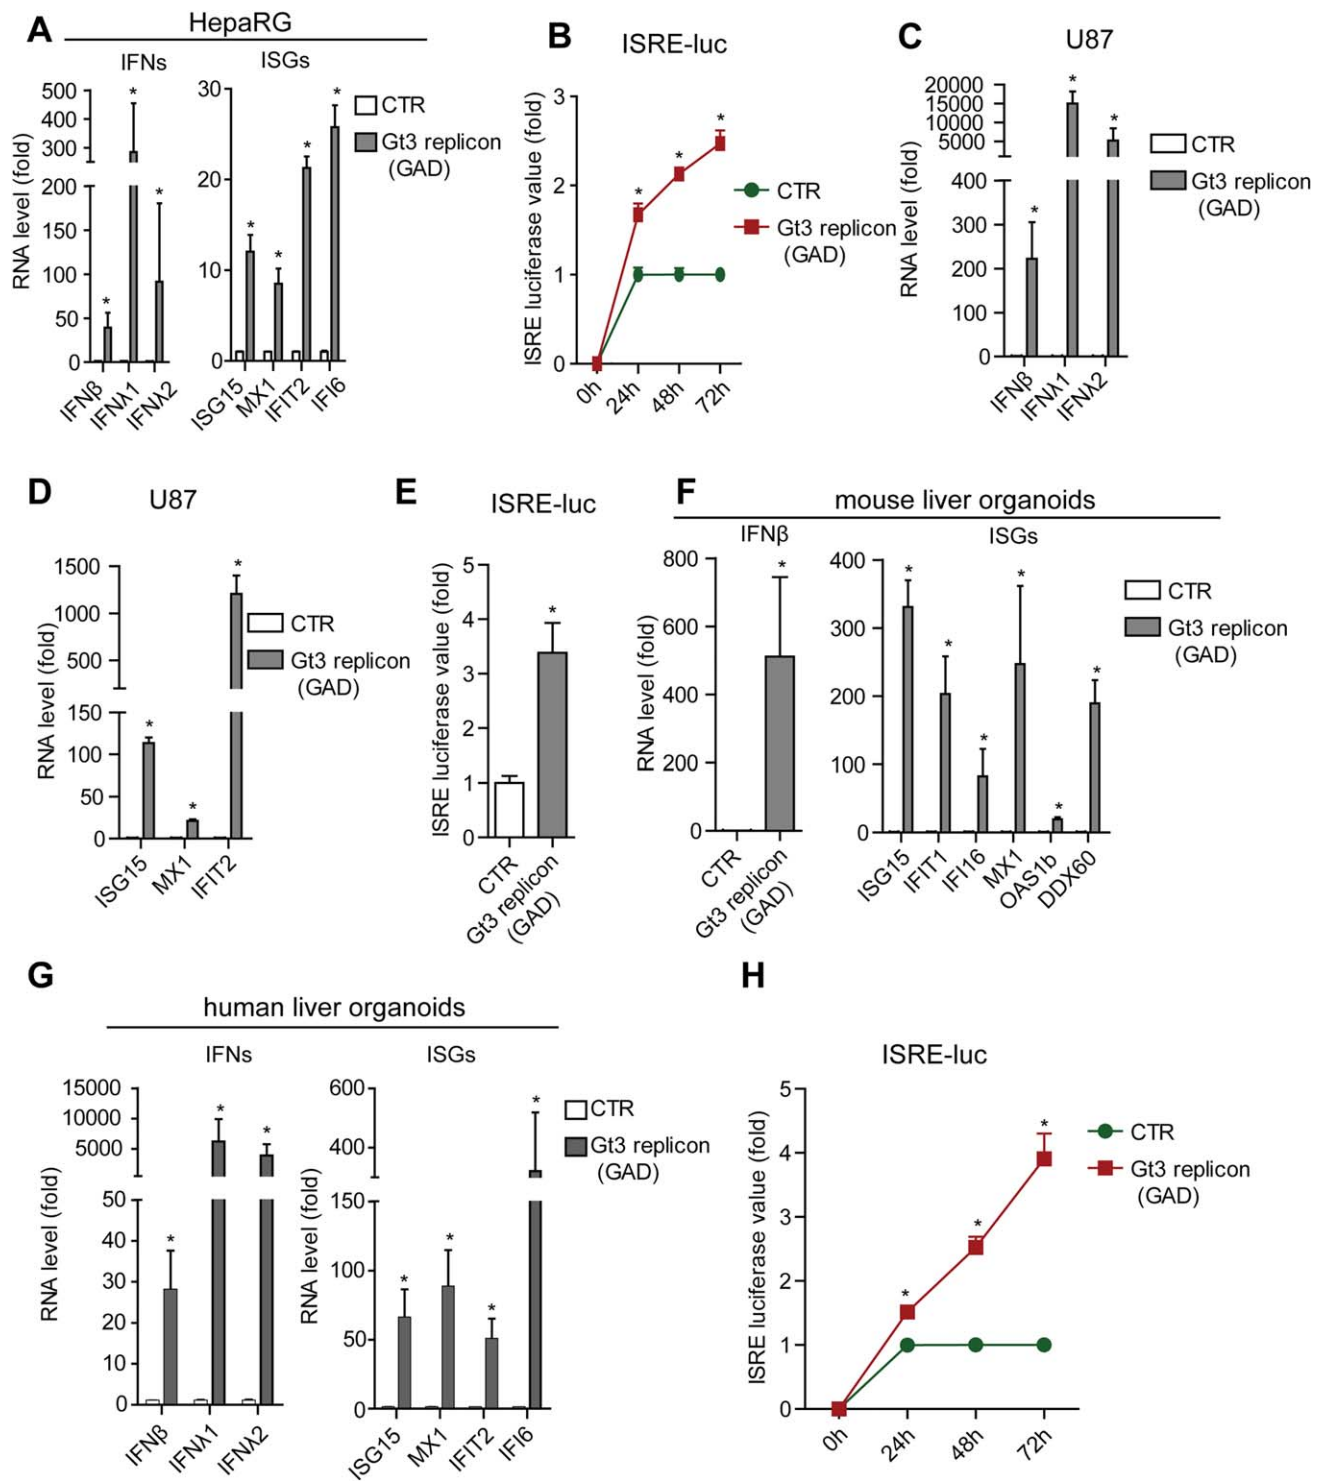 A
HepaRG
IFNs
ISGs
RNA level (fold)
500
400
300
200
150
100
50
0
*
*
*
IFNβ
IFNλ1
IFNλ2
30
20
10
0
*
*
*
*
ISG15
MX1
IFIT2
IFI6
CTR
Gt3 replicon
(GAD)
B
ISRE-luc
ISRE luciferase value (fold)
3
2
1
0
*
*
*
0h
24h
48h
72h
CTR
Gt3 replicon
(GAD)
C
U87
RNA level (fold)
20000
15000
10000
5000
400
300
200
100
0
*
*
*
IFNβ
IFNλ1
IFNλ2
CTR
Gt3 replicon
(GAD)
D
U87
RNA level (fold)
1500
1000
500
150
100
50
0
*
*
*
ISG15
MX1
IFIT2
CTR
Gt3 replicon
(GAD)
E
ISRE-luc
ISRE luciferase value (fold)
5
4
3
2
1
0
*
CTR
Gt3 replicon
(GAD)
F
mouse liver organoids
IFNβ
ISGs
RNA level (fold)
800
600
400
200
0
*
CTR
Gt3 replicon
(GAD)
400
300
200
100
0
*
*
*
*
*
*
ISG15
IFIT1
IFI16
MX1
OAS1b
DDX60
CTR
Gt3 replicon
(GAD)
G
human liver organoids
IFNs
ISGs
RNA level (fold)
15000
10000
5000
50
40
30
20
10
0
*
*
*
IFNβ
IFNλ1
IFNλ2
RNA level (fold)
600
400
150
100
50
0
*
*
*
*
ISG15
MX1
IFIT2
IFI6
CTR
Gt3 replicon
(GAD)
H
ISRE-luc
ISRE luciferase value (fold)
5
4
3
2
1
0
*
*
*
0h
24h
48h
72h
CTR
Gt3 replicon
(GAD)